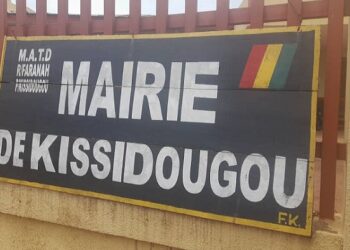 M.A.T.D
R/FARANAH
P/KISSIDOUGOU
MAIRIE
DE KISSIDOUGOU
F.K.